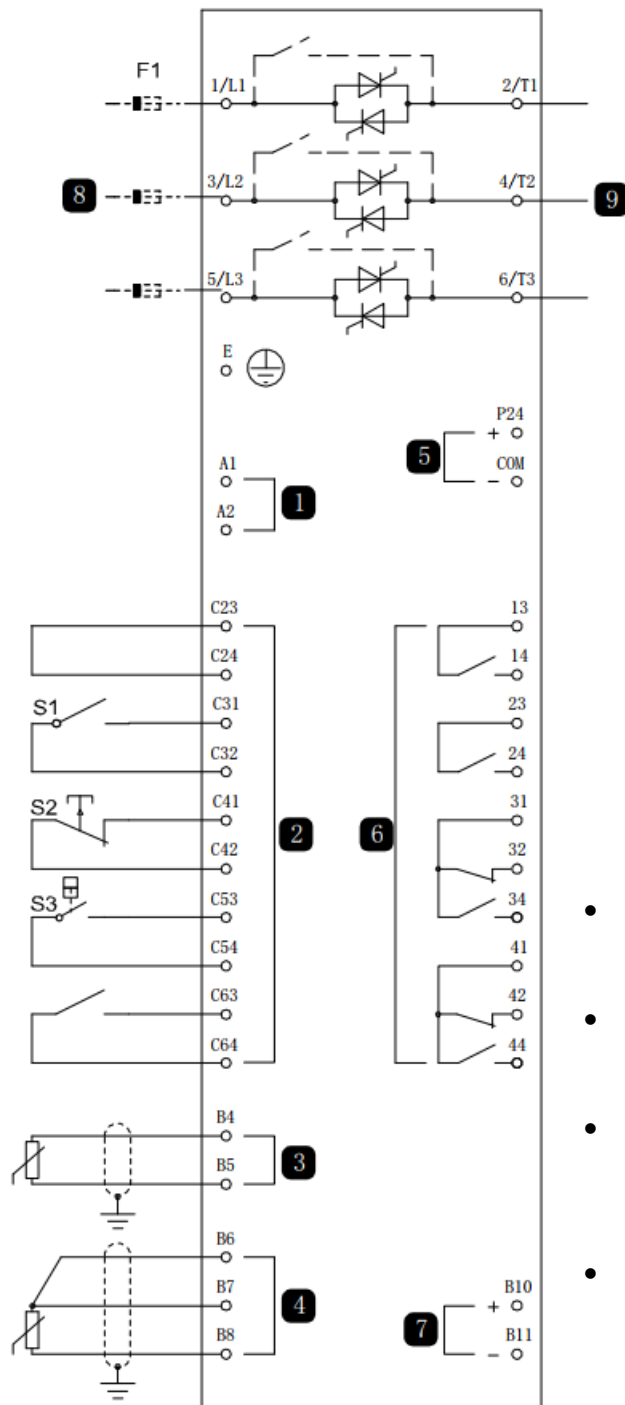 F1
1/L1
2/T1
8
3/L2
4/T2
9
5/L3
6/T3
E
P24
+
5
COM
-
A1
1
A2
C23
13
C24
14
S1
C31
23
C32
24
S2
C41
31
2
6
C42
32
S3
C53
34
C54
41
C63
42
C64
44
B4
3
B5
B6
B7
4
B10
+
7
B8
B11
-